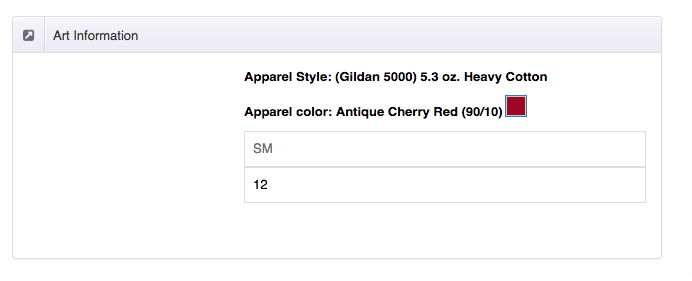 Art Information
Apparel Style: (Gildan 5000) 5.3 oz. Heavy Cotton
Apparel color: Antique Cherry Red (90/10)
SM
12